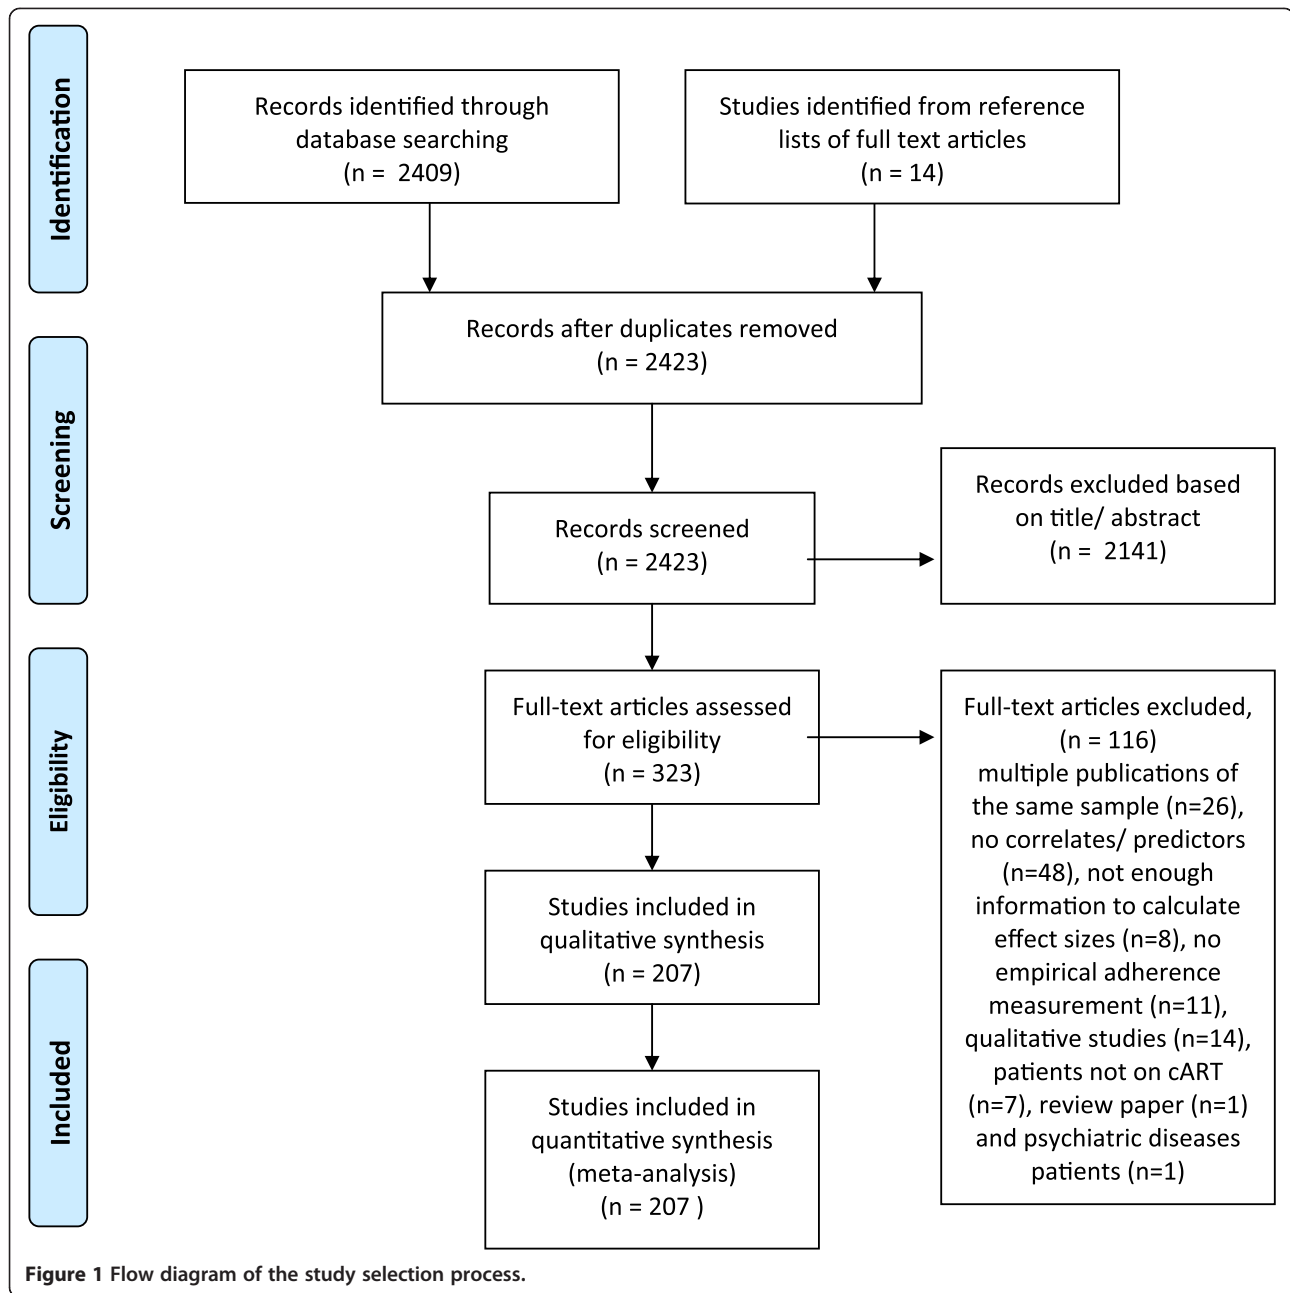 Identification
Records identified through
database searching
(n = 2409)
Studies identified from reference
lists of full text articles
(n = 14)
Records after duplicates removed
(n = 2423)
Screening
Records screened
(n = 2423)
Records excluded based
on title/ abstract
(n = 2141)
Eligibility
Full-text articles assessed
for eligibility
(n = 323)
Full-text articles excluded,
(n = 116)
multiple publications of
the same sample (n=26),
no correlates/ predictors
(n=48), not enough
information to calculate
effect sizes (n=8), no
empirical adherence
measurement (n=11),
qualitative studies (n=14),
patients not on cART
(n=7), review paper (n=1)
and psychiatric diseases
patients (n=1)
Studies included in
qualitative synthesis
(n = 207)
Included
Studies included in
quantitative synthesis
(meta-analysis)
(n = 207 )
Figure 1 Flow diagram of the study selection process.